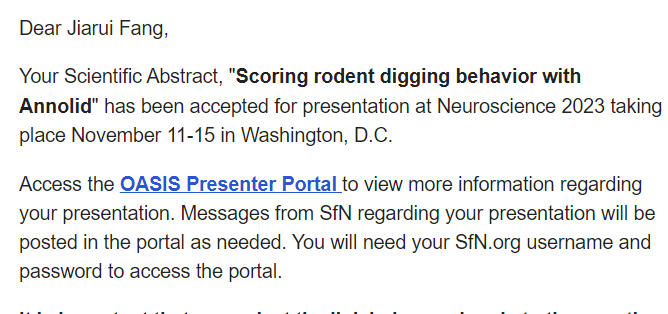 Dear Jiarui Fang,
Your Scientific Abstract, "Scoring rodent digging behavior with
Annolid" has been accepted for presentation at Neuroscience 2023 taking
place November 11-15 in Washington, D.C.
Access the OASIS Presenter Portal to view more information regarding
your presentation. Messages from SfN regarding your presentation will be
posted in the portal as needed. You will need your SfN.org username and
password to access the portal.